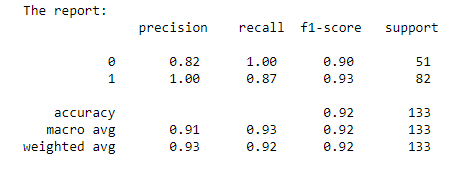 The report:
precision recall f1-score support
0 0.82 1.00 0.90 51
1 1.00 0.87 0.93 82
accuracy 0.92 133
macro avg 0.91 0.93 0.92 133
weighted avg 0.93 0.92 0.92 133